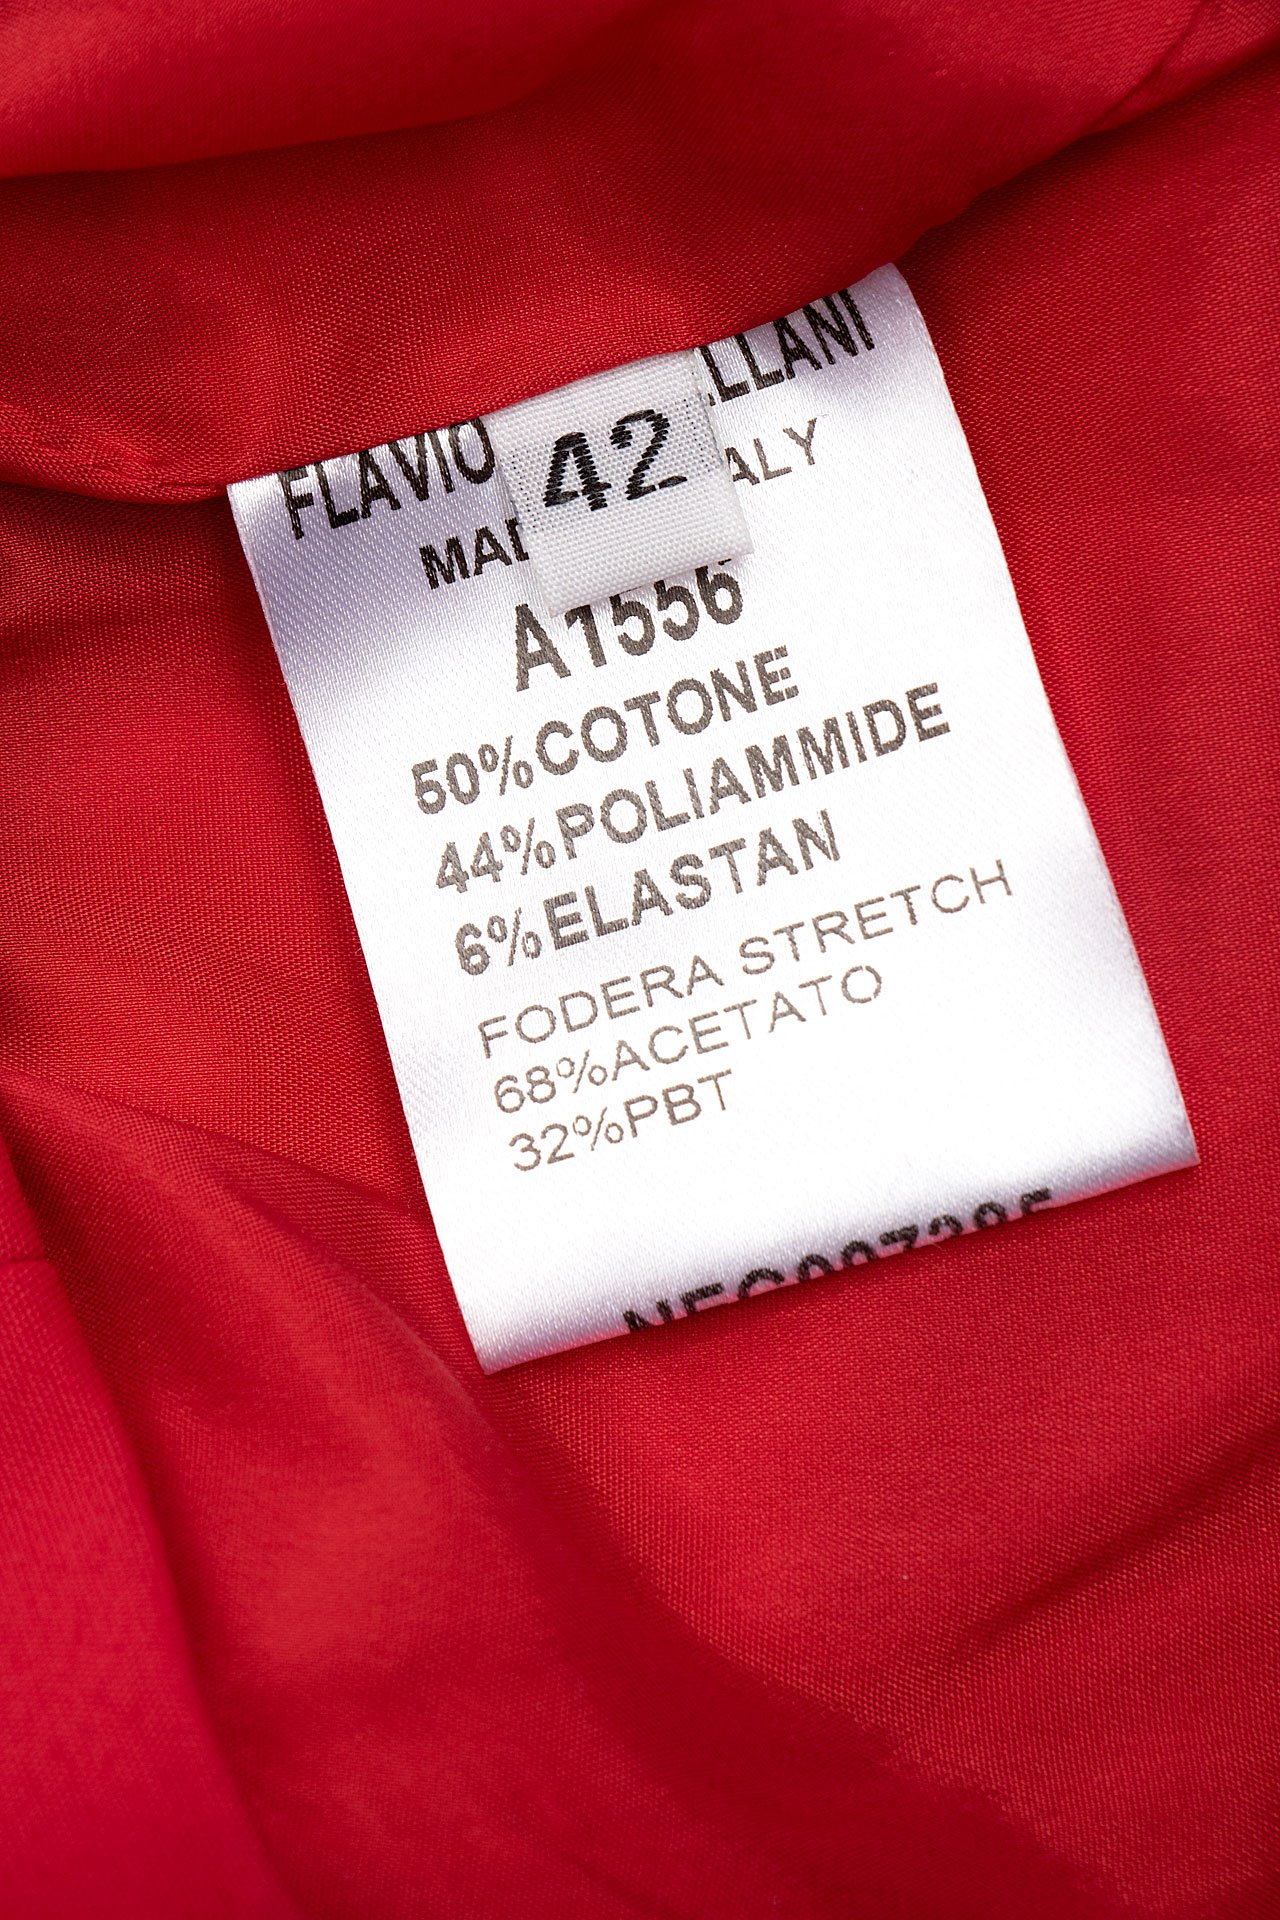 FLAVIO
42
A1556
50%COTONE
44%POLIAMMIDE
6%ELASTAN
FODERA STRETCH
68%ACETATO
32%PBT